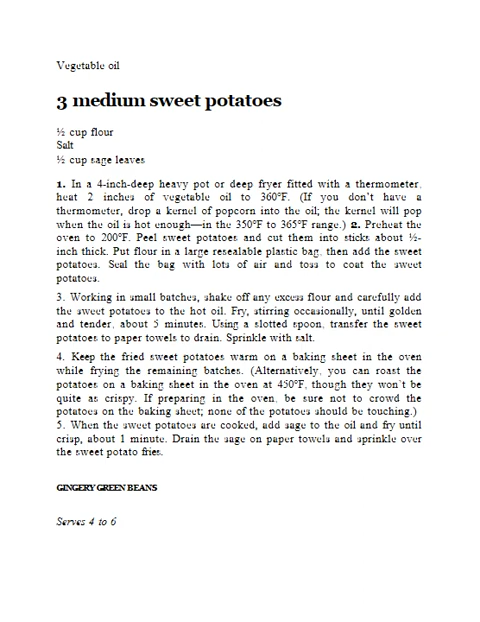 Vegetable oil
3 medium sweet potatoes
½ cup flour
Salt
½ cup sage leaves
1. In a 4-inch-deep heavy pot or deep fryer fitted with a thermometer,
heat 2 inches of vegetable oil to 360°F. (If you don't have a
thermometer, drop a kernel of popcorn into the oil; the kernel will pop
when the oil is hot enough—in the 350°F to 365°F range.) 2. Preheat the
oven to 200°F. Peel sweet potatoes and cut them into sticks about ½-
inch thick. Put flour in a large resealable plastic bag, then add the sweet
potatoes. Seal the bag with lots of air and toss to coat the sweet
potatoes.
3. Working in small batches, shake off any excess flour and carefully add
the sweet potatoes to the hot oil. Fry, stirring occasionally, until golden
and tender, about 5 minutes. Using a slotted spoon, transfer the sweet
potatoes to paper towels to drain. Sprinkle with salt.
4. Keep the fried sweet potatoes warm on a baking sheet in the oven
while frying the remaining batches. (Alternatively, you can roast the
potatoes on a baking sheet in the oven at 450°F, though they won't be
quite as crispy. If preparing in the oven, be sure not to crowd the
potatoes on the baking sheet; none of the potatoes should be touching.)
5. When the sweet potatoes are cooked, add sage to the oil and fry until
crisp, about 1 minute. Drain the sage on paper towels and sprinkle over
the sweet potato fries.
GINGERY GREEN BEANS
Serves 4 to 6